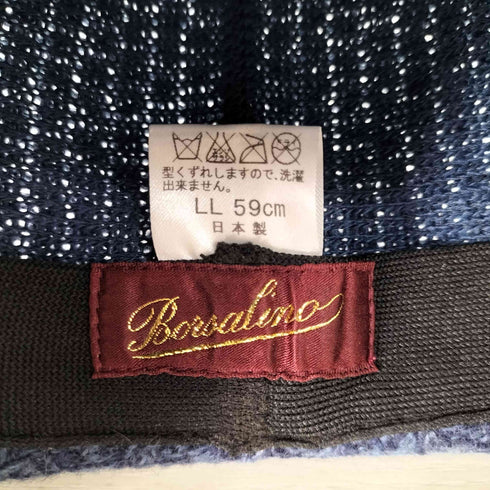 型くずれしますので、洗濯
出来ません。
LL 59cm
日本製
Borsalino